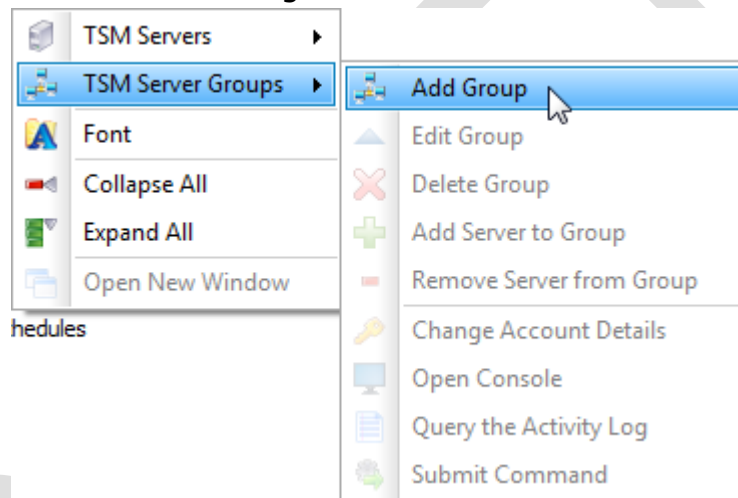 TSM Servers
TSM Server Groups
Font
Collapse All
Expand All
Open New Window
hedules
Add Group
Edit Group
Delete Group
Add Server to Group
Remove Server from Group
Change Account Details
Open Console
Query the Activity Log
Submit Command